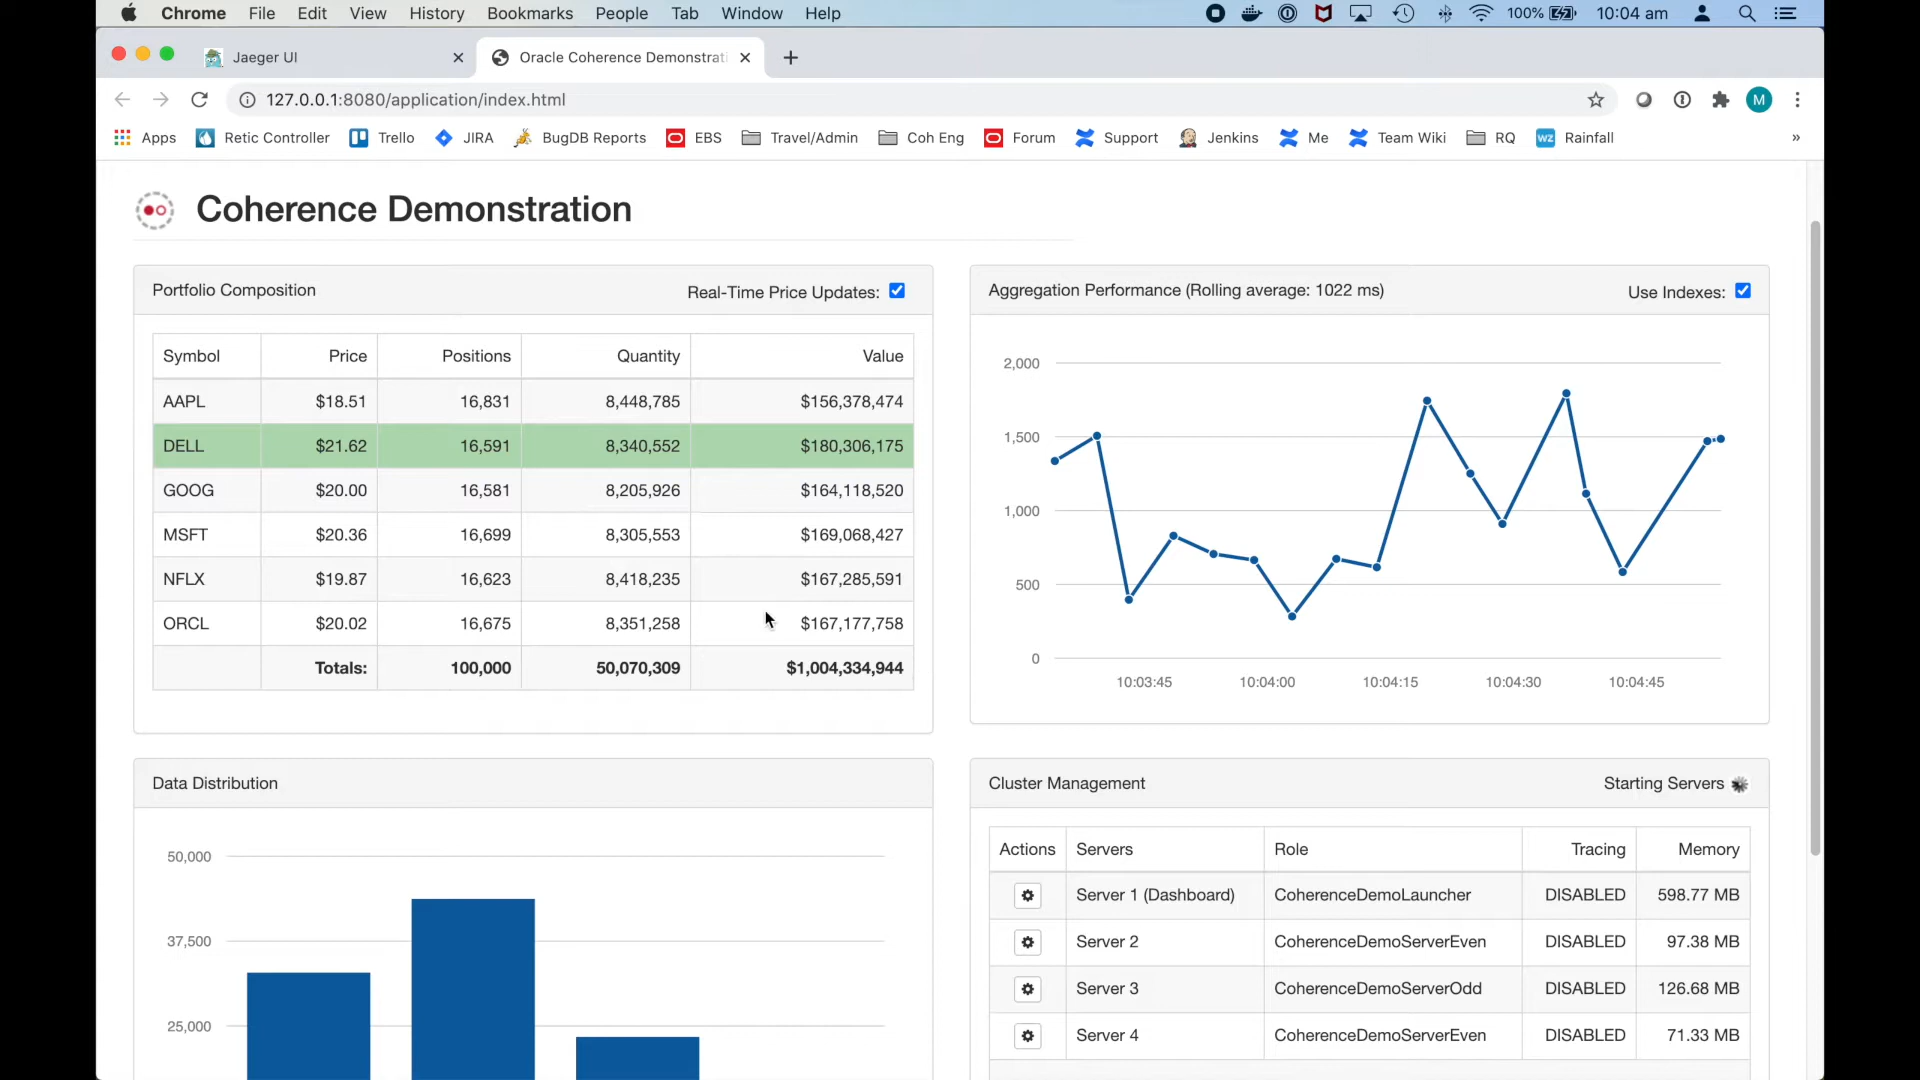 Chrome File Edit View History Bookmarks People Tab Window Help 100% 10:04 am
Jaeger UI Oracle Coherence Demonstrati
127.0.0.1:8080/application/index.html M
Apps Retic Controller Trello JIRA BugDB Reports EBS Travel/Admin Coh Eng Forum Support Jenkins Me Team Wiki RQ WZ Rainfall »
Coherence Demonstration
Portfolio Composition Real-Time Price Updates:
Symbol Price Positions Quantity Value
AAPL $18.51 16,831 8,448,785 $156,378,474
DELL $21.62 16,591 8,340,552 $180,306,175
GOOG $20.00 16,581 8,205,926 $164,118,520
MSFT $20.36 16,699 8,305,553 $169,068,427
NFLX $19.87 16,623 8,418,235 $167,285,591
ORCL $20.02 16,675 8,351,258 $167,177,758
Totals: 100,000 50,070,309 $1,004,334,944
Aggregation Performance (Rolling average: 1022 ms) Use Indexes:
2,000
1,500
1,000
500
0
10:03:45 10:04:00 10:04:15 10:04:30 10:04:45
Data Distribution
50,000
37,500
25,000
Cluster Management Starting Servers
Actions Servers Role Tracing Memory
Server 1 (Dashboard) CoherenceDemoLauncher DISABLED 598.77 MB
Server 2 CoherenceDemoServerEven DISABLED 97.38 MB
Server 3 CoherenceDemoServerOdd DISABLED 126.68 MB
Server 4 CoherenceDemoServerEven DISABLED 71.33 MB